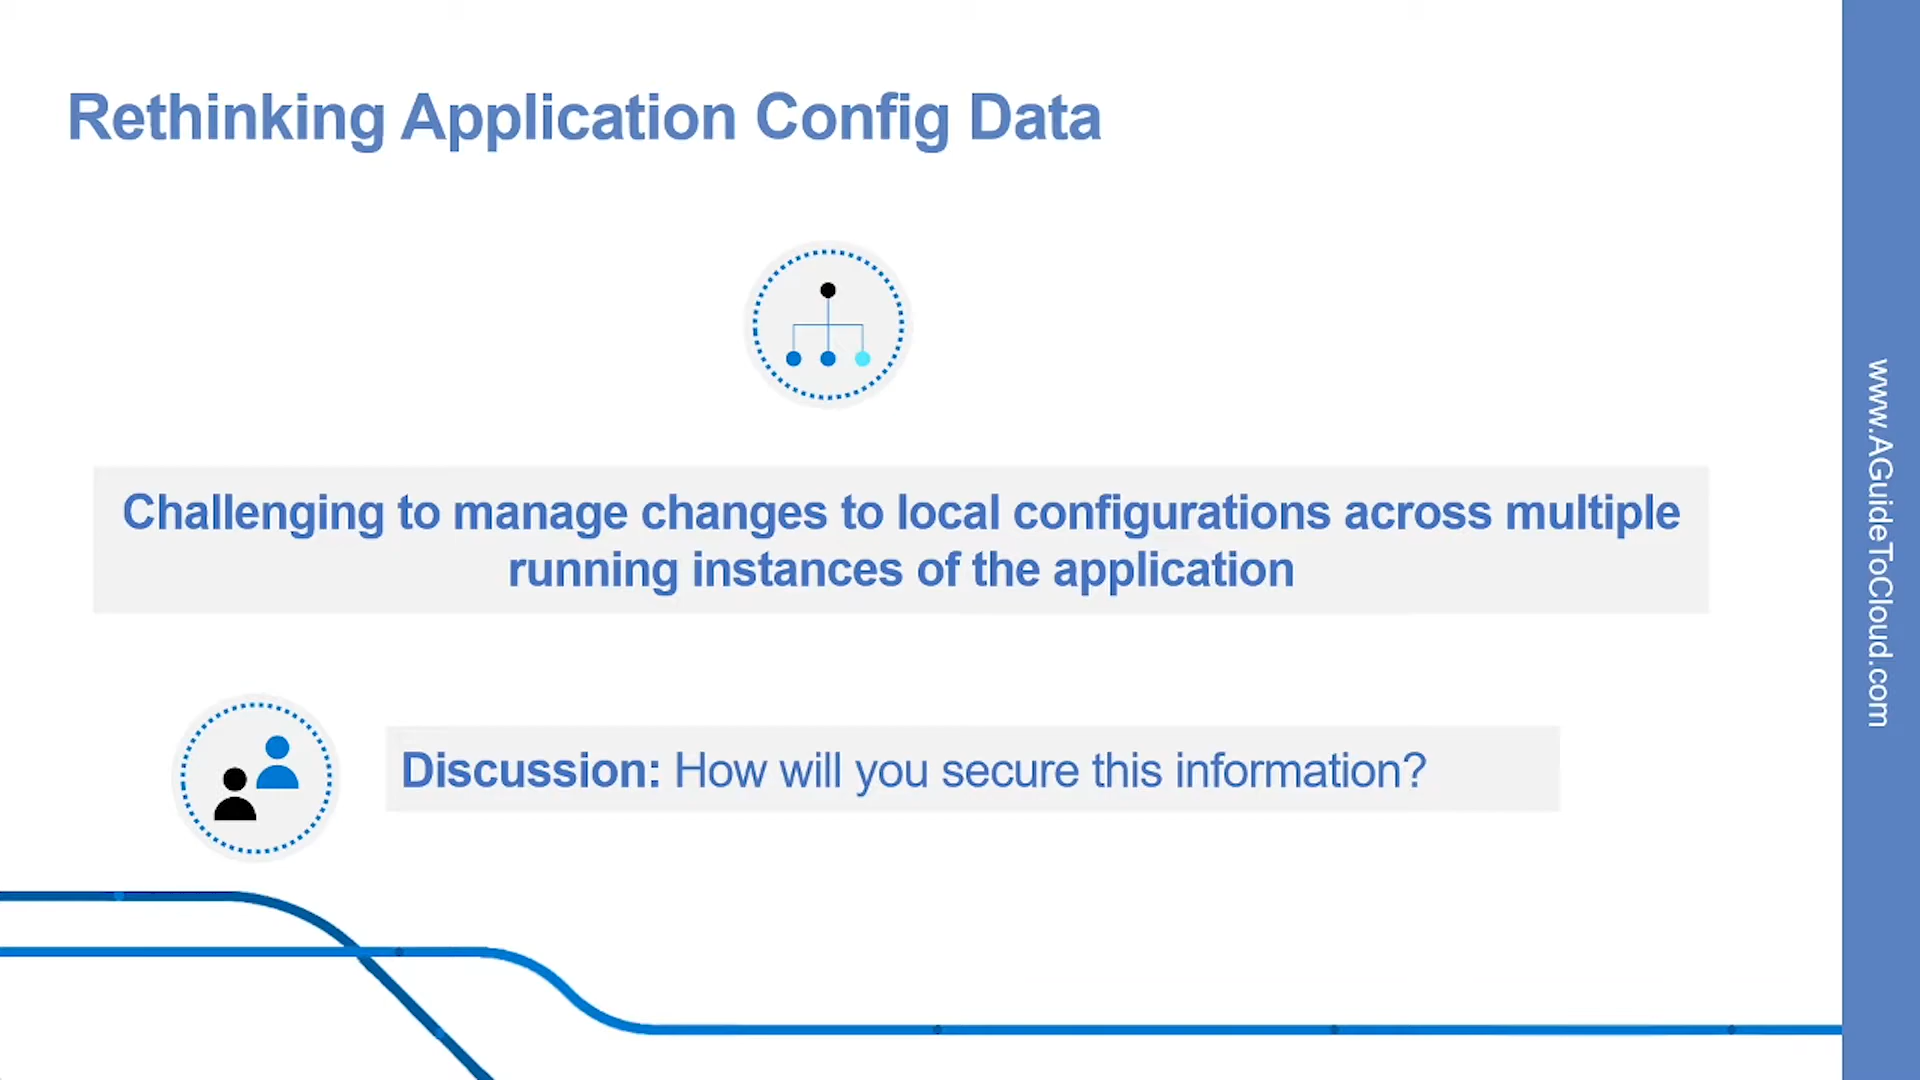 Rethinking Application Config Data
Challenging to manage changes to local configurations across multiple
running instances of the application
Discussion: How will you secure this information?
www.AGuideToCloud.com